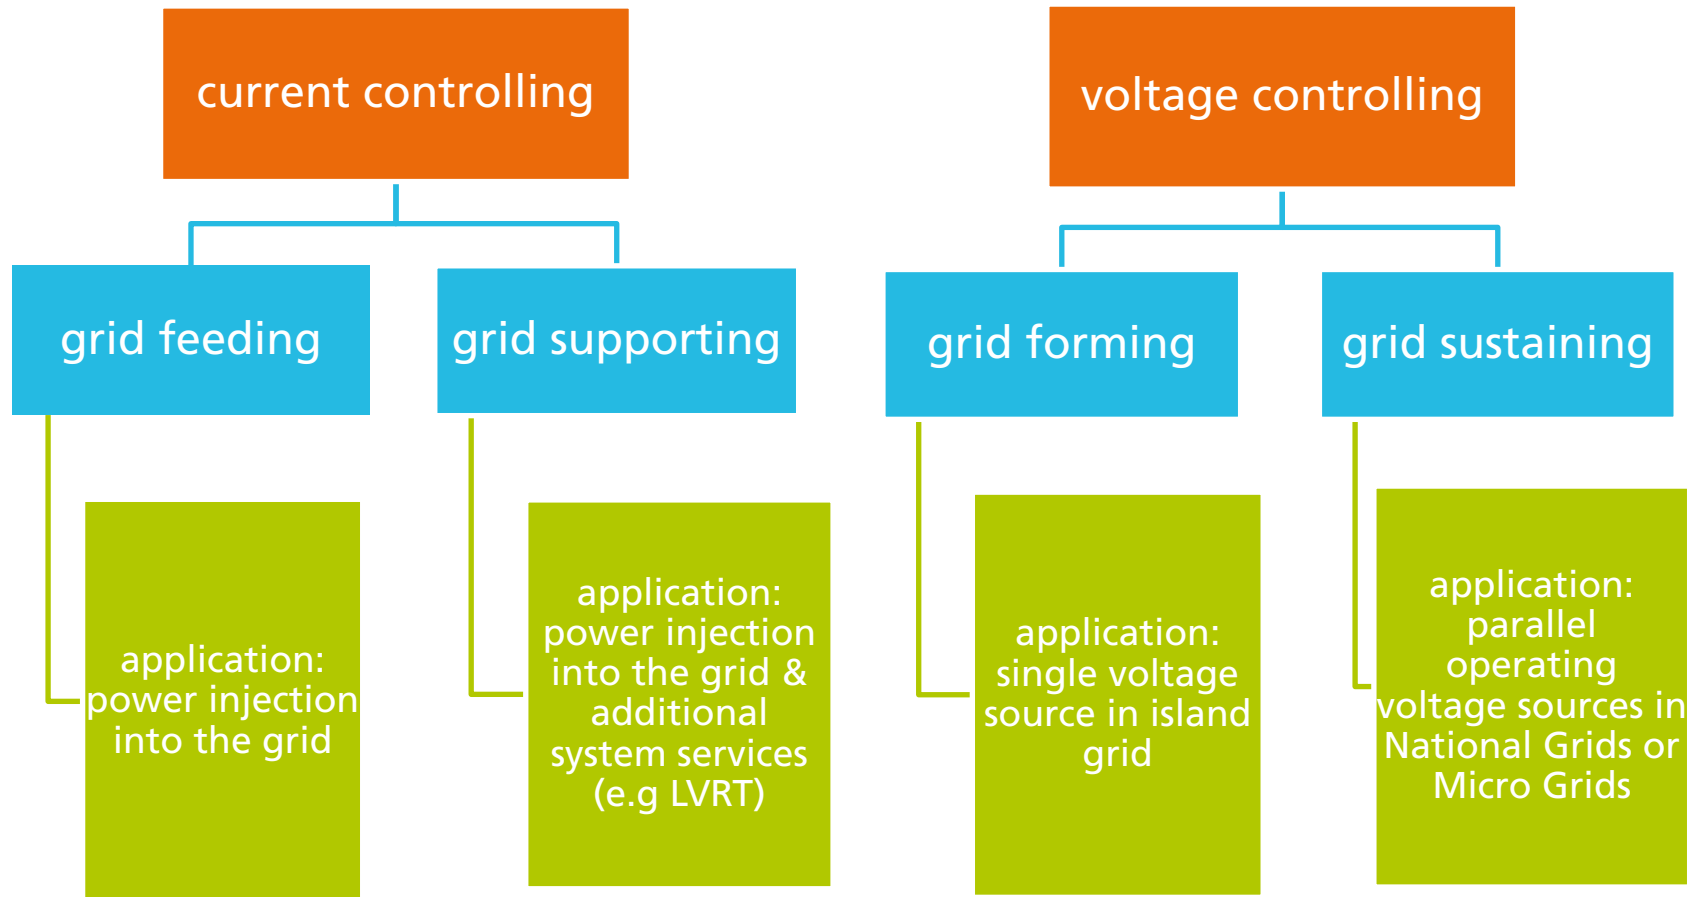 current controlling
voltage controlling
grid feeding
grid supporting
grid forming
grid sustaining
application:
power injection
into the grid
application:
power injection
into the grid &
additional
system services
(e.g LVRT)
application:
single voltage
source in island
grid
application:
parallel
operating
voltage sources in
National Grids or
Micro Grids